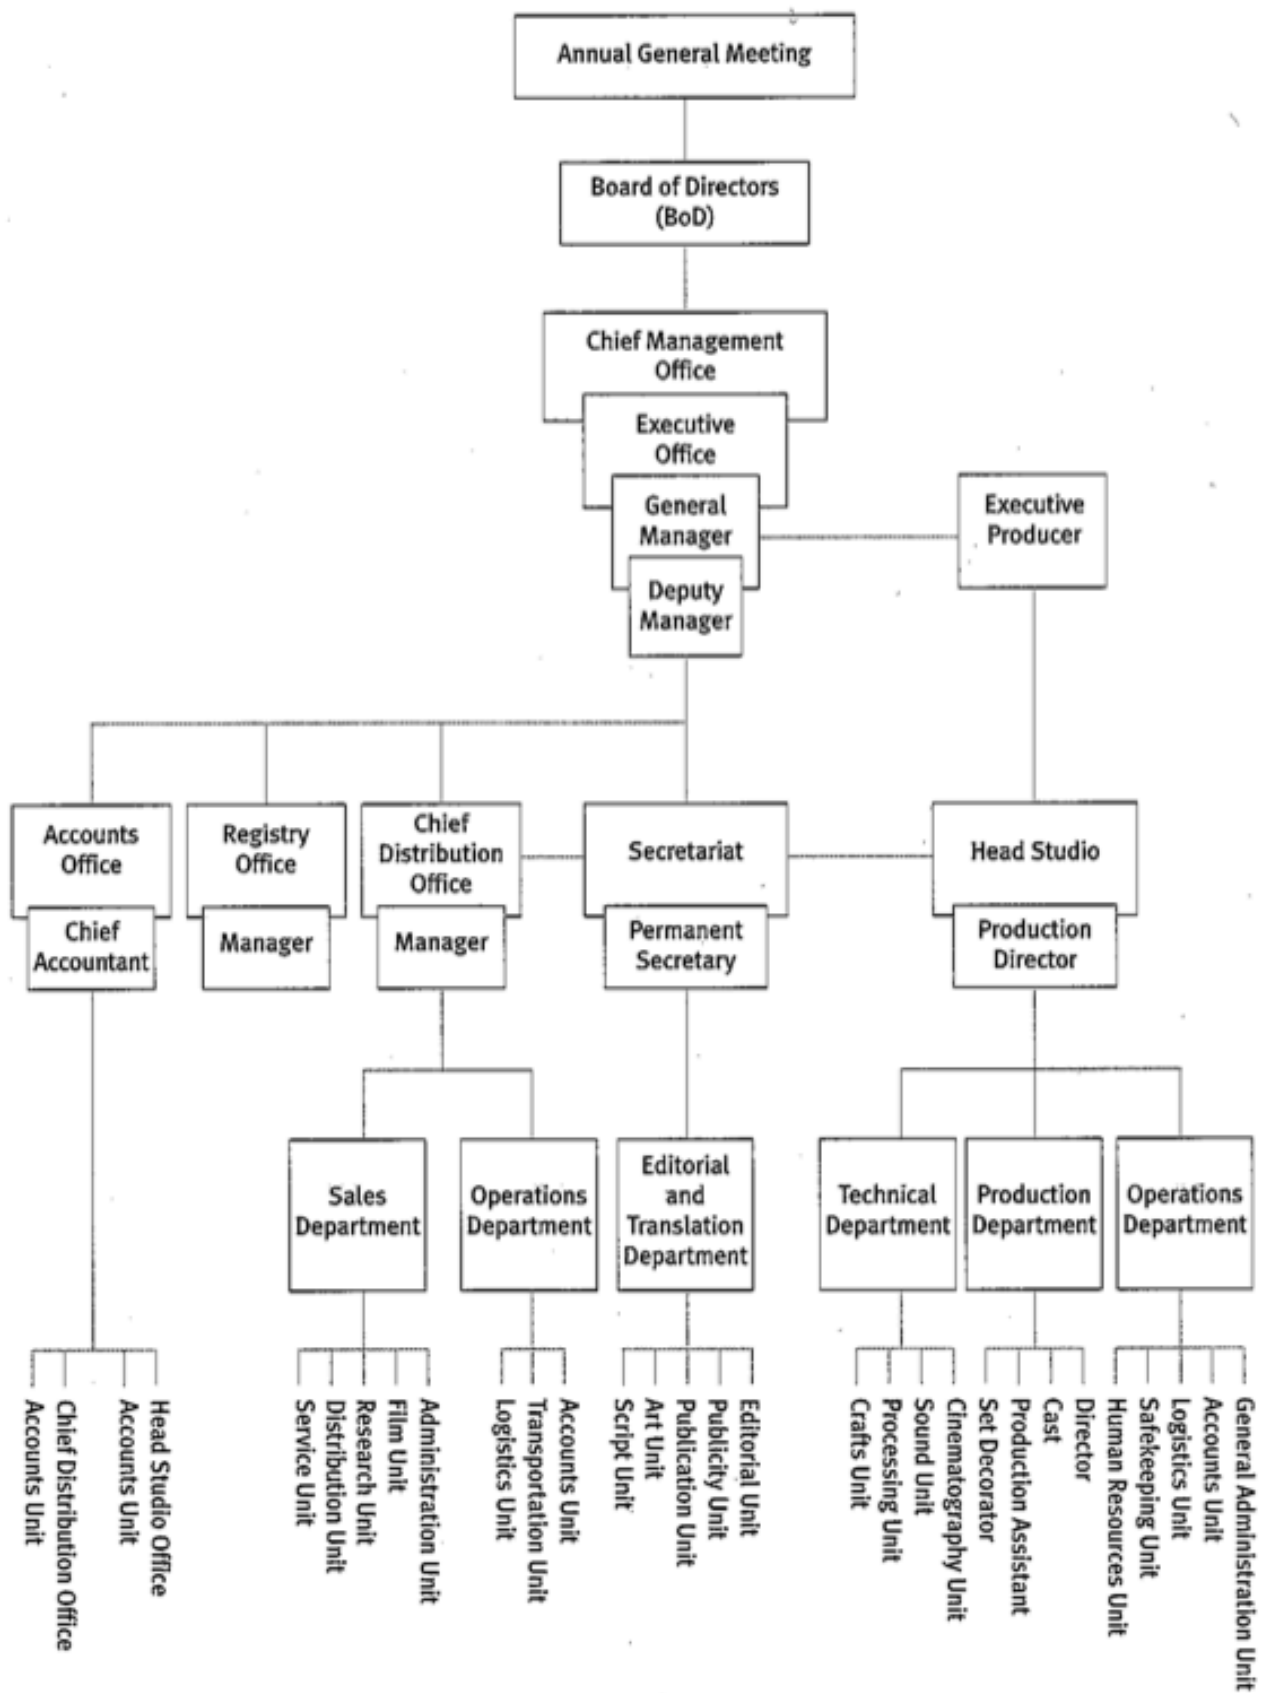 Annual General Meeting
Board of Directors
(BoD)
Chief Management
Office
Executive
Office
General
Manager
Executive
Producer
Deputy
Manager
Accounts
Office
Chief
Accountant
Registry
Office
Manager
Chief
Distribution
Office
Manager
Secretariat
Permanent
Secretary
Head Studio
Production
Director
Sales
Department
Operations
Department
Editorial
and
Translation
Department
Technical
Department
Production
Department
Operations
Department
Accounts Unit
Chief Distribution Office
Accounts Unit
Head Studio Office
Service Unit
Distribution Unit
Research Unit
Film Unit
Administration Unit
Logistics Unit
Transportation Unit
Accounts Unit
Script Unit
Art Unit
Publication Unit
Publicity Unit
Editorial Unit
Crafts Unit
Processing Unit
Sound Unit
Cinematography Unit
Set Decorator
Production Assistant
Cast
Director
Human Resources Unit
Safekeeping Unit
Logistics Unit
Accounts Unit
General Administration Unit